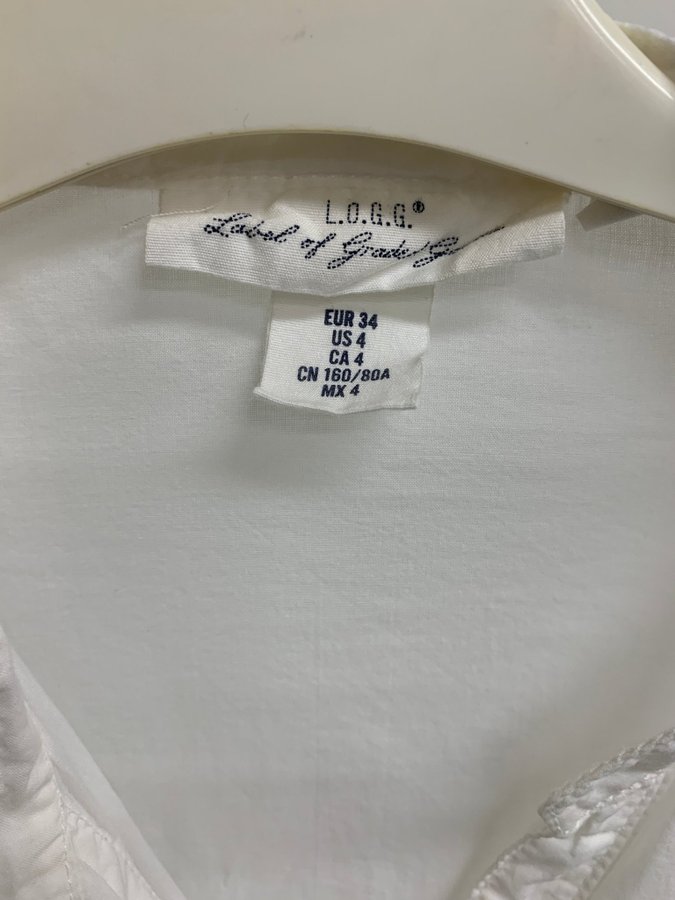 L.O.G.G.®
Label of Graded Goods
EUR 34
US 4
CA 4
CN 160/80A
MX 4